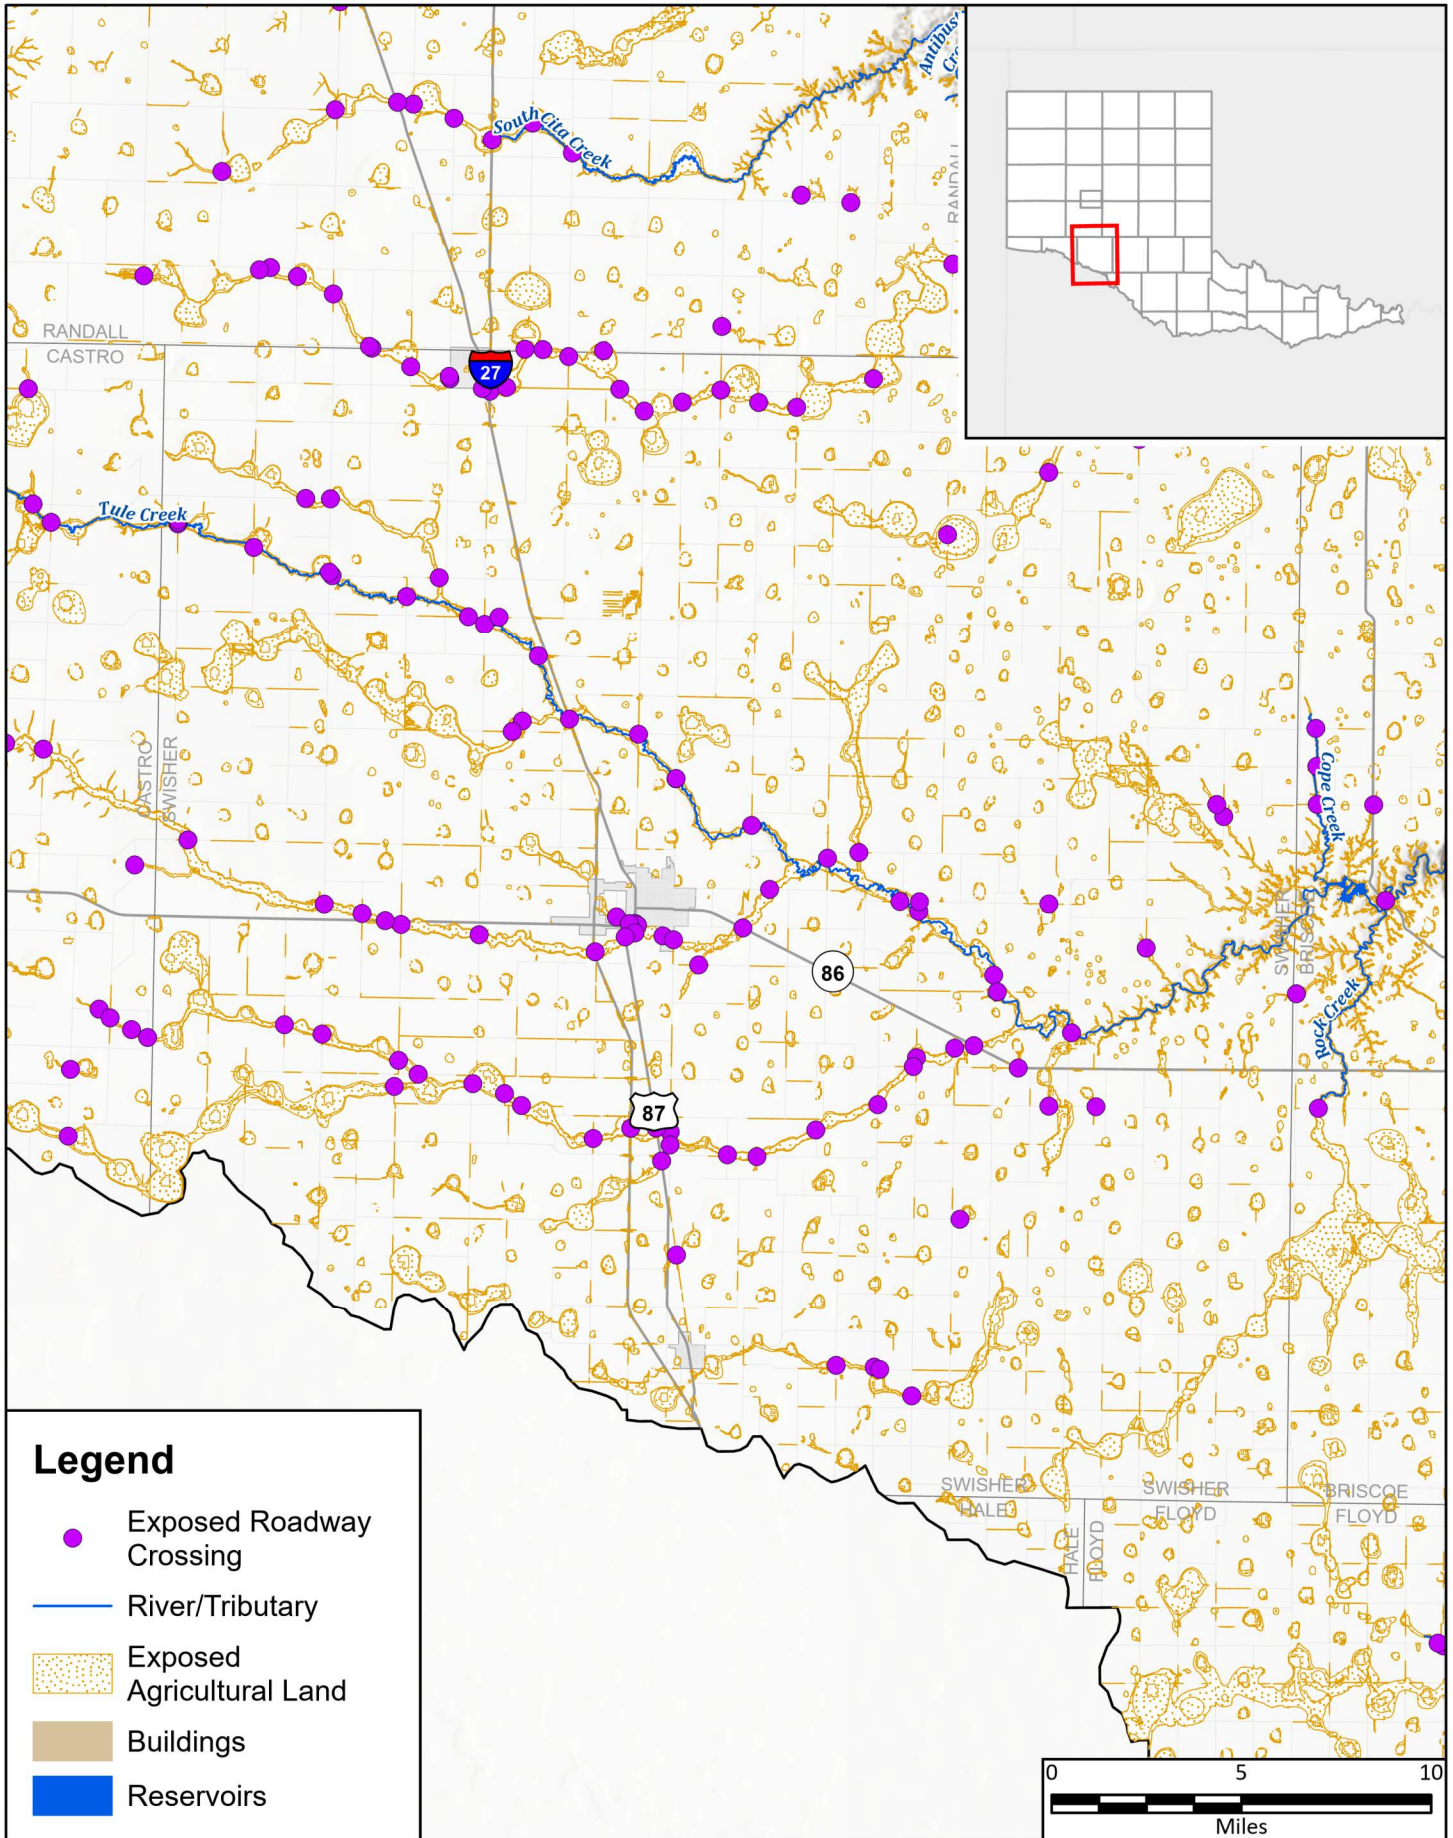 Antibus
Cre
South Cita Creek
RANDALL
RANDALL
CASTRO
27
Tule Creek
CASTRO
SWISHER
Cope Creek
SWISHER
BRISCOE
86
Rock Creek
87
SWISHER
HALE
SWISHER
FLOYD
BRISCOE
FLOYD
HALE
FLOYD
Legend
Exposed Roadway
Crossing
River/Tributary
Exposed
Agricultural Land
Buildings
Reservoirs
0 5 10
Miles